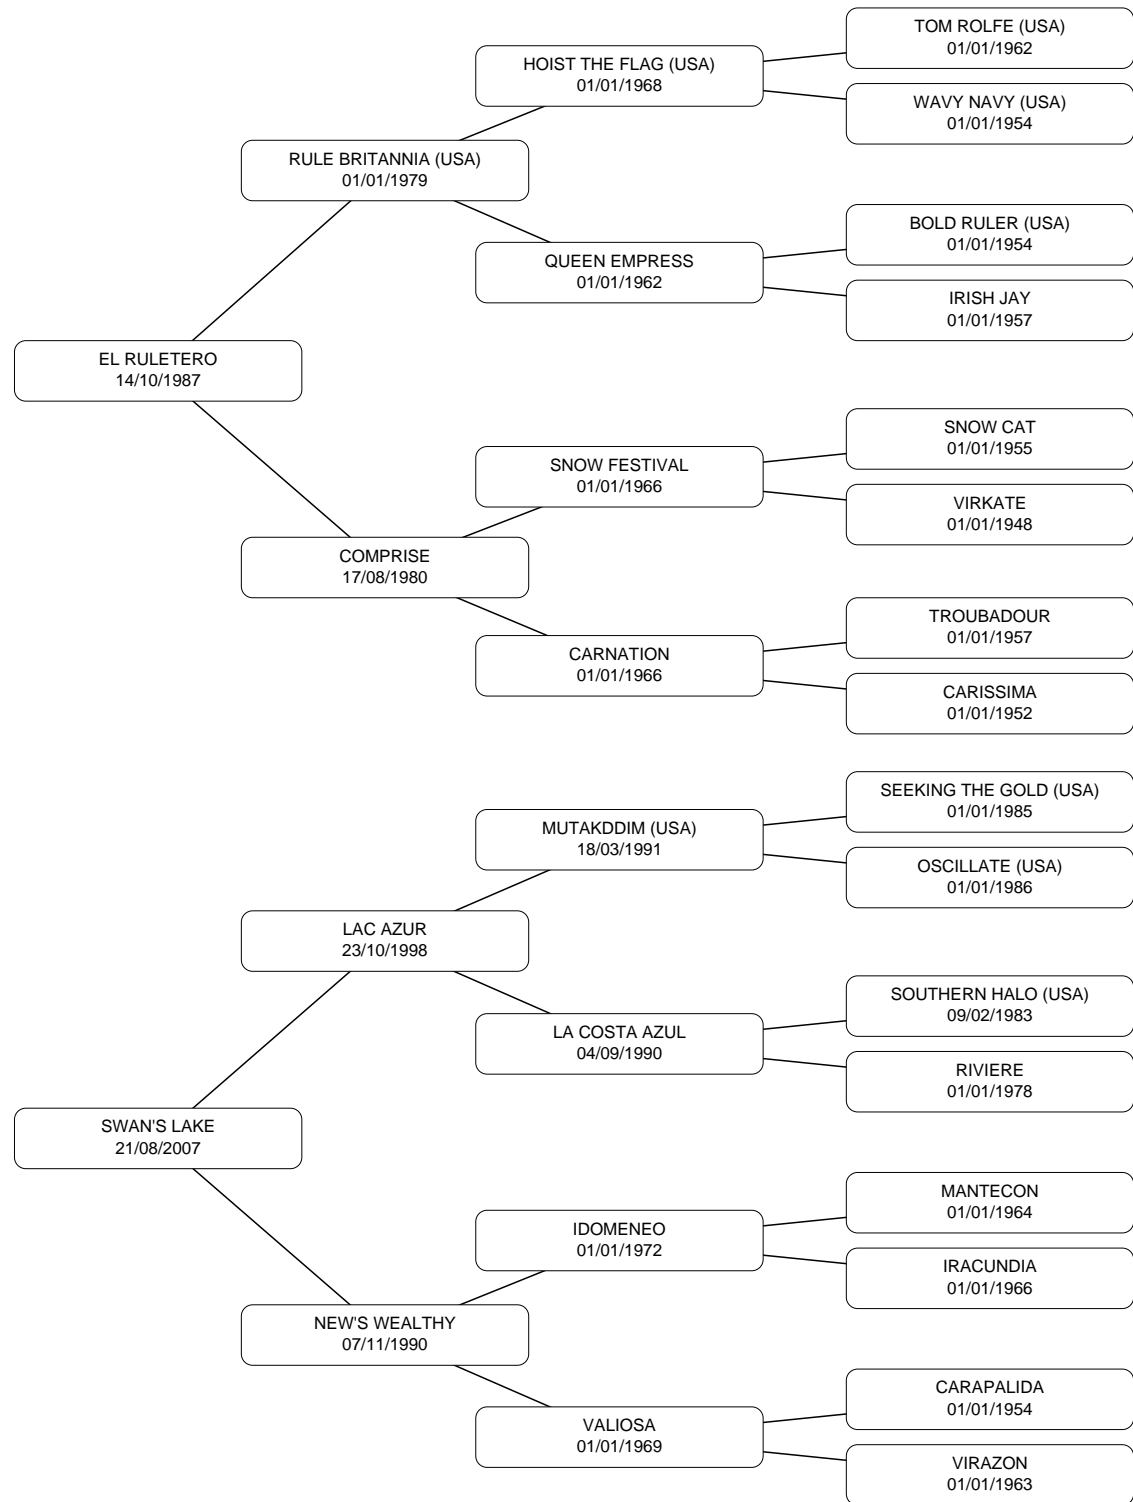 TOM ROLFE (USA)
01/01/1962
HOIST THE FLAG (USA)
01/01/1968
WAVY NAVY (USA)
01/01/1954
RULE BRITANNIA (USA)
01/01/1979
BOLD RULER (USA)
01/01/1954
QUEEN EMPRESS
01/01/1962
IRISH JAY
01/01/1957
EL RULETERO
14/10/1987
SNOW CAT
01/01/1955
SNOW FESTIVAL
01/01/1966
VIRKATE
01/01/1948
COMPRISE
17/08/1980
TROUBADOUR
01/01/1957
CARNATION
01/01/1966
CARISSIMA
01/01/1952
SEEKING THE GOLD (USA)
01/01/1985
MUTAKDDIM (USA)
18/03/1991
OSCILLATE (USA)
01/01/1986
LAC AZUR
23/10/1998
SOUTHERN HALO (USA)
09/02/1983
LA COSTA AZUL
04/09/1990
RIVIERE
01/01/1978
SWAN'S LAKE
21/08/2007
MANTECON
01/01/1964
IDOMENEO
01/01/1972
IRACUNDIA
01/01/1966
NEW'S WEALTHY
07/11/1990
CARAPALIDA
01/01/1954
VALIOSA
01/01/1969
VIRAZON
01/01/1963